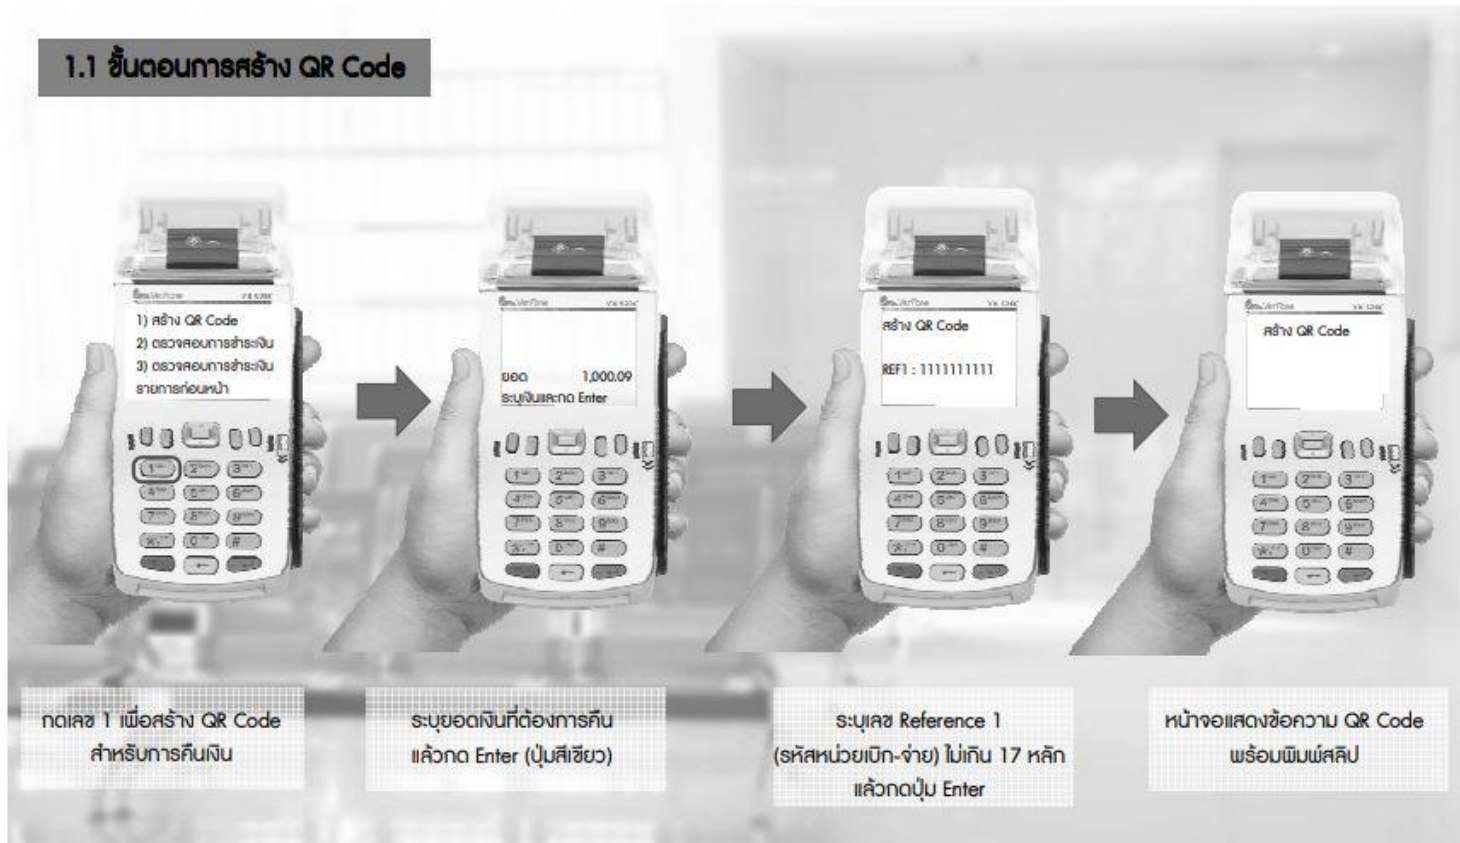 1.1 ขั้นตอนการสร้าง QR Code
VeriFone
1) สร้าง QR Code
2) ตรวจสอบการชำระเงิน
3) ตรวจสอบการชำระเงิน
รายการก่อนหน้า
VeriFone
ยอด 1,000.09
ระบุเงินและกด Enter
VeriFone
สร้าง QR Code
REF1 : 1111111111
VeriFone
สร้าง QR Code
กดเลข 1 เพื่อสร้าง QR Code
สำหรับการคืนเงิน
ระบุยอดเงินที่ต้องการคืน
แล้วกด Enter (ปุ่มสีเขียว)
ระบุเลข Reference 1
(รหัสหน่วยเบิก-จ่าย) ไม่เกิน 17 หลัก
แล้วกดปุ่ม Enter
หน้าจอแสดงข้อความ QR Code
พร้อมพิมพ์สลิป